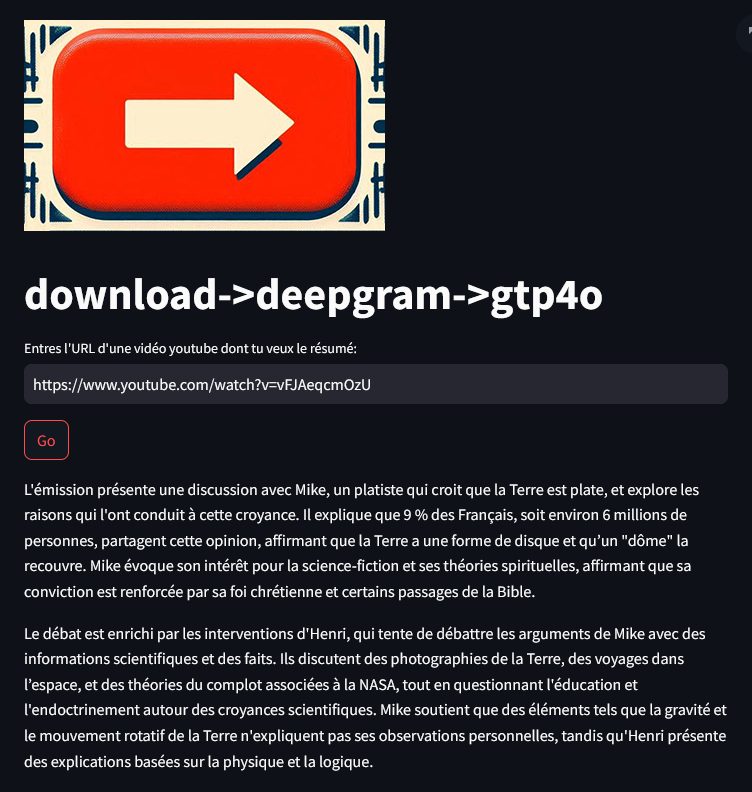 download->deepgram->gtp4o
Entres l'URL d'une vidéo youtube dont tu veux le résumé:
https://www.youtube.com/watch?v=vFJAeqcmOzU
Go
L'émission présente une discussion avec Mike, un platiste qui croit que la Terre est plate, et explore les
raisons qui l'ont conduit à cette croyance. Il explique que 9 % des Français, soit environ 6 millions de
personnes, partagent cette opinion, affirmant que la Terre a une forme de disque et qu’un "dôme" la
recouvre. Mike évoque son intérêt pour la science-fiction et ses théories spirituelles, affirmant que sa
conviction est renforcée par sa foi chrétienne et certains passages de la Bible.
Le débat est enrichi par les interventions d'Henri, qui tente de débattre les arguments de Mike avec des
informations scientifiques et des faits. Ils discutent des photographies de la Terre, des voyages dans
l’espace, et des théories du complot associées à la NASA, tout en questionnant l'éducation et
l'endoctrinement autour des croyances scientifiques. Mike soutient que des éléments tels que la gravité et
le mouvement rotatif de la Terre n'expliquent pas ses observations personnelles, tandis qu'Henri présente
des explications basées sur la physique et la logique.